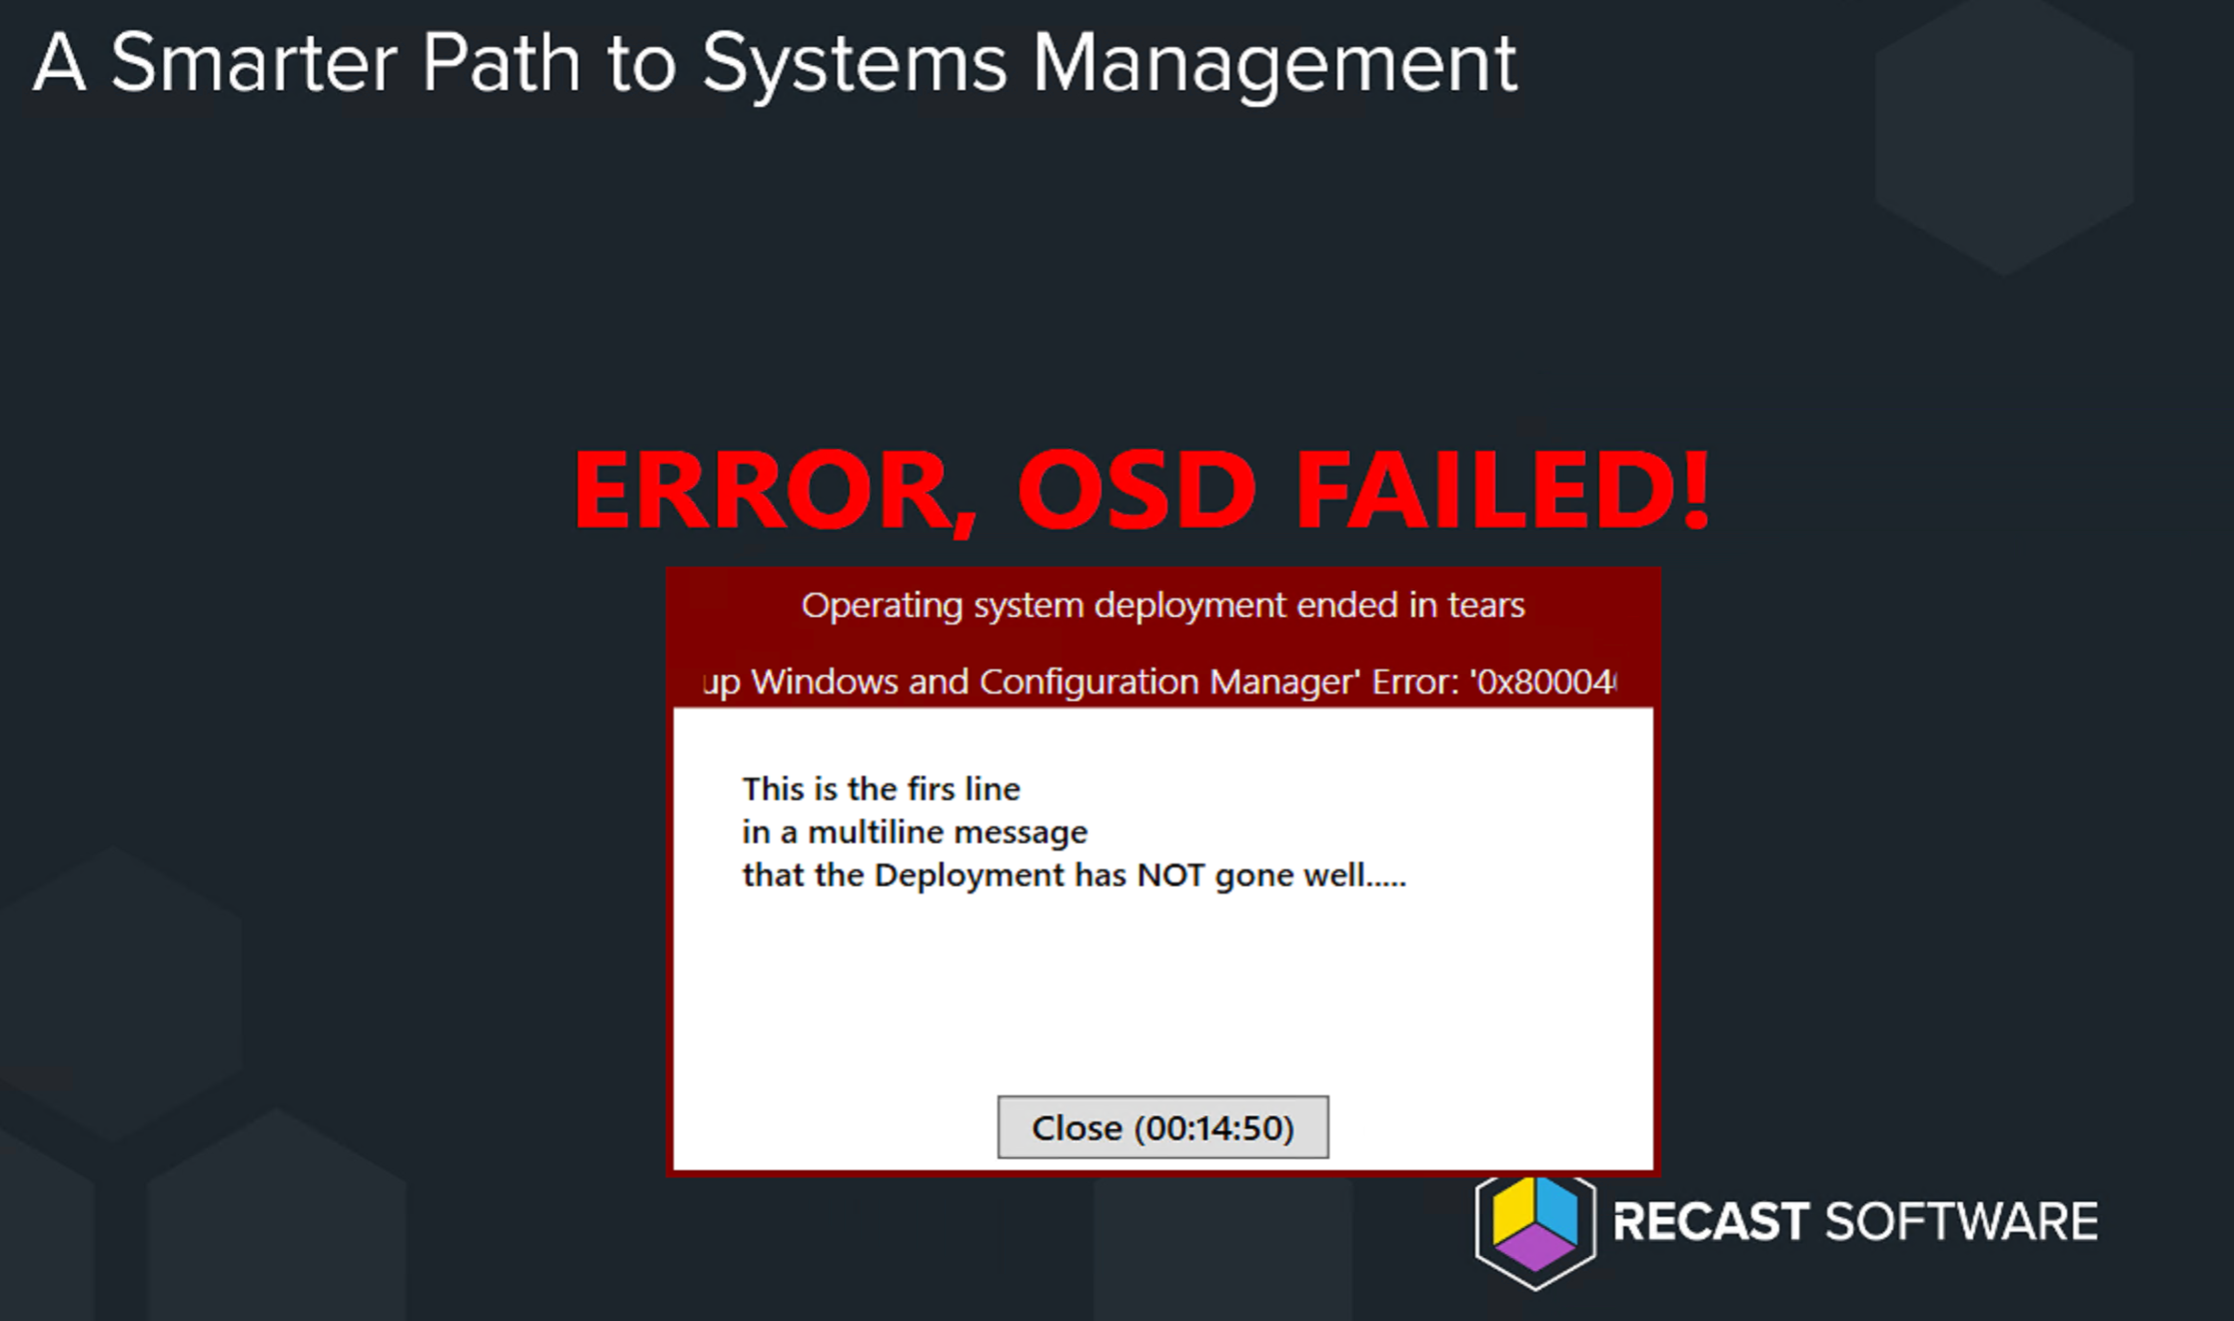 A Smarter Path to Systems Management
ERROR, OSD FAILED!
Operating system deployment ended in tears
up Windows and Configuration Manager' Error: '0x80004
This is the firs line
in a multiline message
that the Deployment has NOT gone well.....
Close (00:14:50)
RECAST SOFTWARE